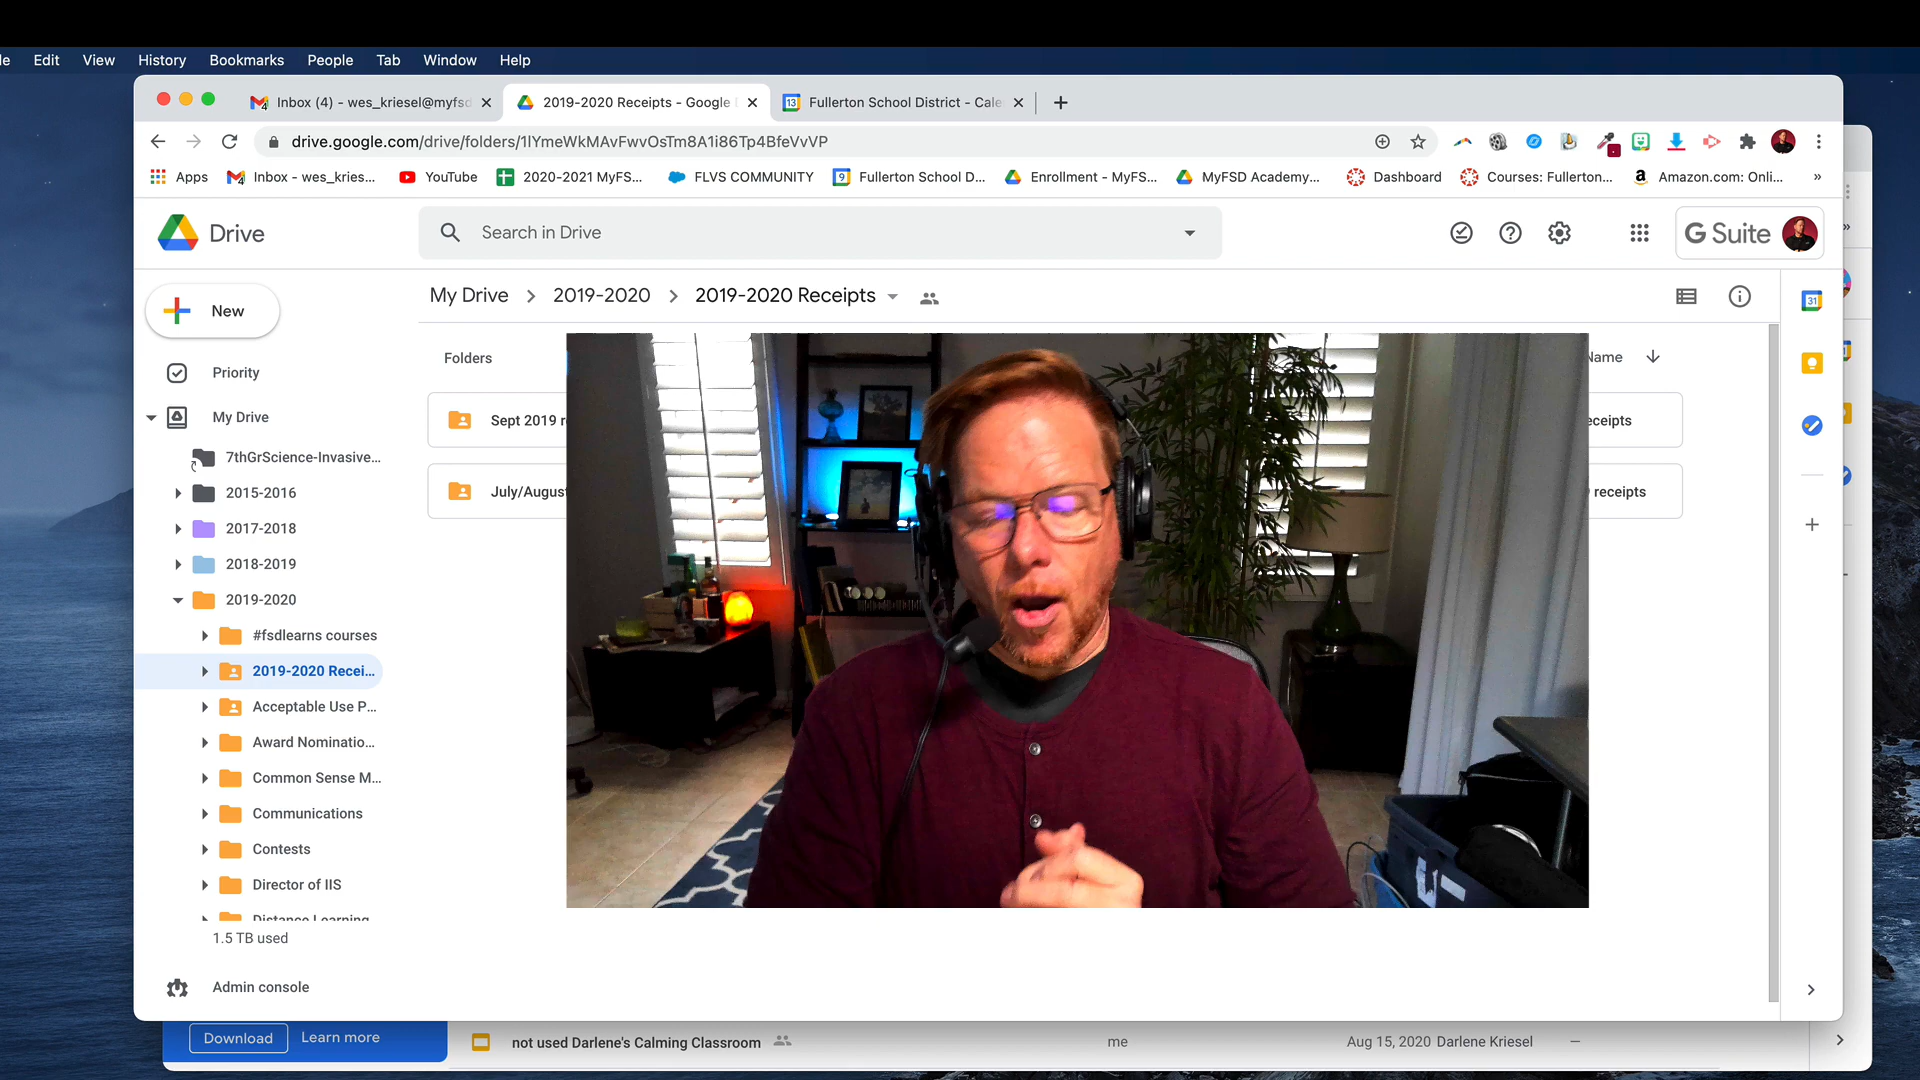 Edit View History Bookmarks People Tab Window Help
Inbox (4) - wes_kriesel@myfsd
2019-2020 Receipts - Google
Fullerton School District - Cale
drive.google.com/drive/folders/1lYmeWkMAvFwvOsTm8A1i86Tp4BfeVvVP
Apps
Inbox - wes_kries...
YouTube
2020-2021 MyFS...
FLVS COMMUNITY
9
Fullerton School D...
Enrollment - MyFS...
MyFSD Academy...
Dashboard
Courses: Fullerton...
Amazon.com: Onli...
»
Drive
Search in Drive
G Suite
New
My Drive > 2019-2020 > 2019-2020 Receipts
31
Priority
Folders
Name
My Drive
Sept 2019 r
eceipts
7thGrScience-Invasive...
2015-2016
July/August
receipts
2017-2018
2018-2019
2019-2020
#fsdlearns courses
2019-2020 Recei...
Acceptable Use P...
Award Nominatio...
Common Sense M...
Communications
Contests
Director of IIS
Distance Learning
1.5 TB used
Admin console
Download
Learn more
not used Darlene's Calming Classroom
me
Aug 15, 2020 Darlene Kriesel
—